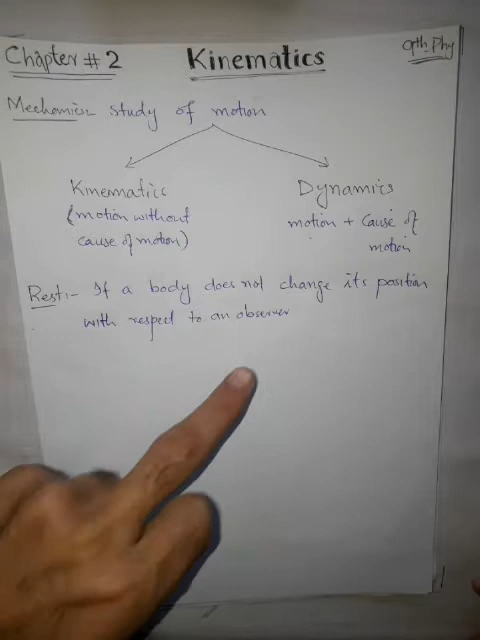 Chapter # 2
Kinematics
9th Phy
Mechanics:- study of motion
Kinematics
(motion without
cause of motion)
Dynamics
motion + cause of
motion
Rest:- If a body does not change its position
with respect to an observer